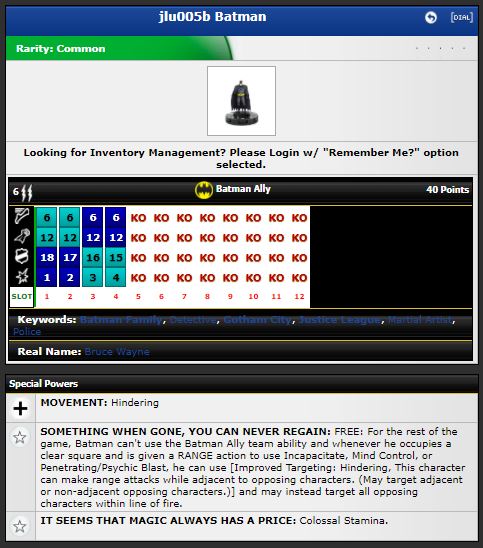 jlu005b Batman
[DIAL]
Rarity: Common
· · · · ·
Looking for Inventory Management? Please Login w/ "Remember Me?" option
selected.
6 Batman Ally 40 Points
6 6 6 6 KO KO KO KO KO KO KO KO
12 12 12 12 KO KO KO KO KO KO KO KO
18 17 16 15 KO KO KO KO KO KO KO KO
1 2 3 4 KO KO KO KO KO KO KO KO
SLOT 1 2 3 4 5 6 7 8 9 10 11 12
Keywords: Batman Family, Detective, Gotham City, Justice League, Martial Artist,
Police
Real Name: Bruce Wayne
Special Powers
MOVEMENT: Hindering
SOMETHING WHEN GONE, YOU CAN NEVER REGAIN: FREE: For the rest of the
game, Batman can't use the Batman Ally team ability and whenever he occupies a
clear square and is given a RANGE action to use Incapacitate, Mind Control, or
Penetrating/Psychic Blast, he can use [Improved Targeting: Hindering, This character
can make range attacks while adjacent to opposing characters. (May target adjacent
or non-adjacent opposing characters.)] and may instead target all opposing
characters within line of fire.
IT SEEMS THAT MAGIC ALWAYS HAS A PRICE: Colossal Stamina.